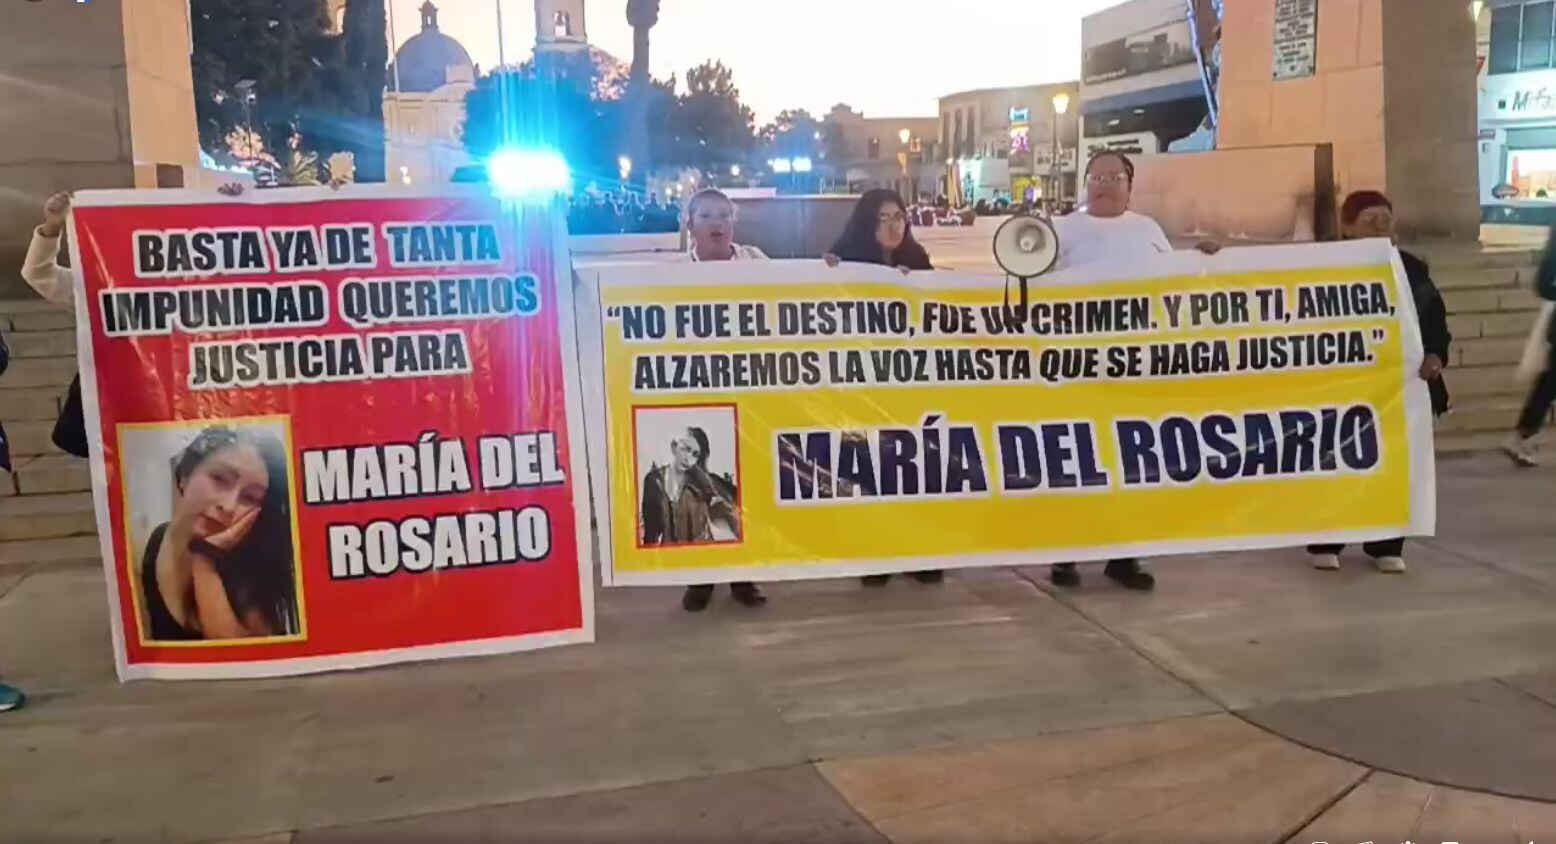 BASTA YA DE TANTA
IMPUNIDAD QUEREMOS
JUSTICIA PARA
MARÍA DEL
ROSARIO
“NO FUE EL DESTINO, FUE UN CRIMEN. Y POR TI, AMIGA,
ALZAREMOS LA VOZ HASTA QUE SE HAGA JUSTICIA.”
MARÍA DEL ROSARIO